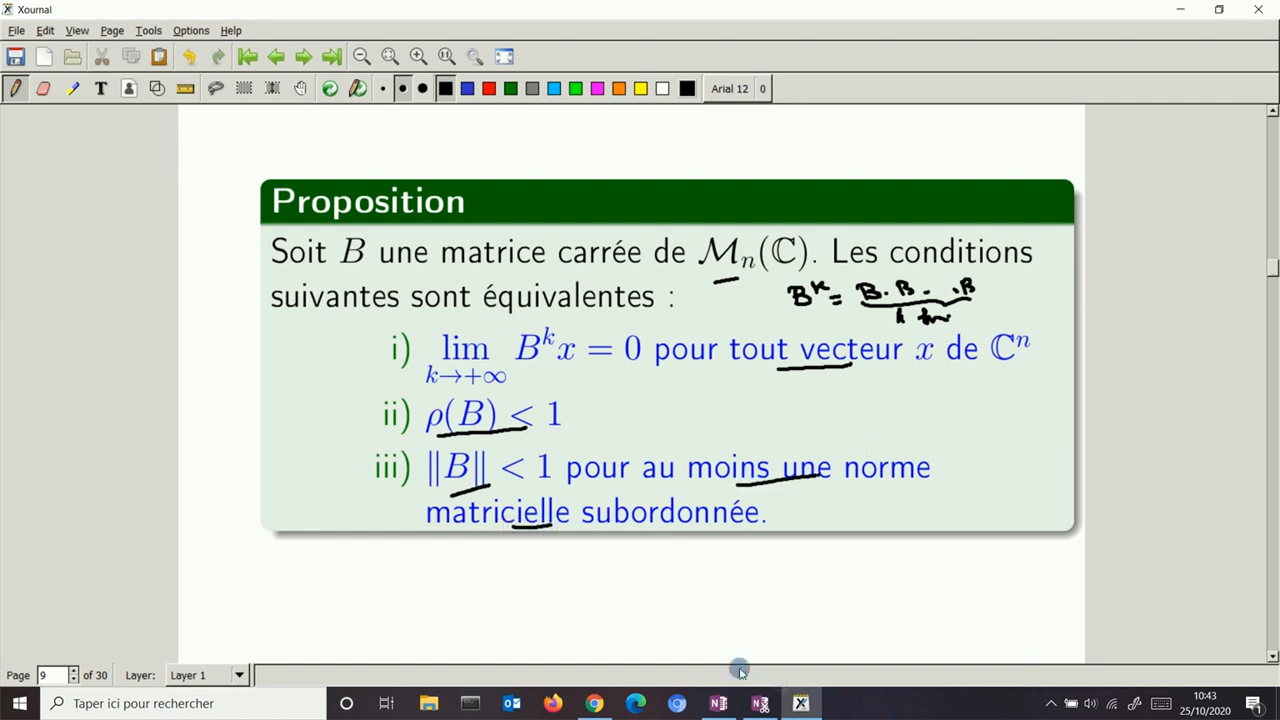 Xournal
File Edit View Page Tools Options Help
Arial 12 0
Proposition
Soit B une matrice carrée de ℳₙ(ℂ). Les conditions
suivantes sont équivalentes :
Bᵏ = B.B. .B
k
i) lim Bᵏx = 0 pour tout vecteur x de ℂⁿ
k→+∞
ii) ρ(B) < 1
iii) ‖B‖ < 1 pour au moins une norme
matricielle subordonnée.
Page 9 of 30 Layer: Layer 1
Taper ici pour rechercher
10:43
25/10/2020